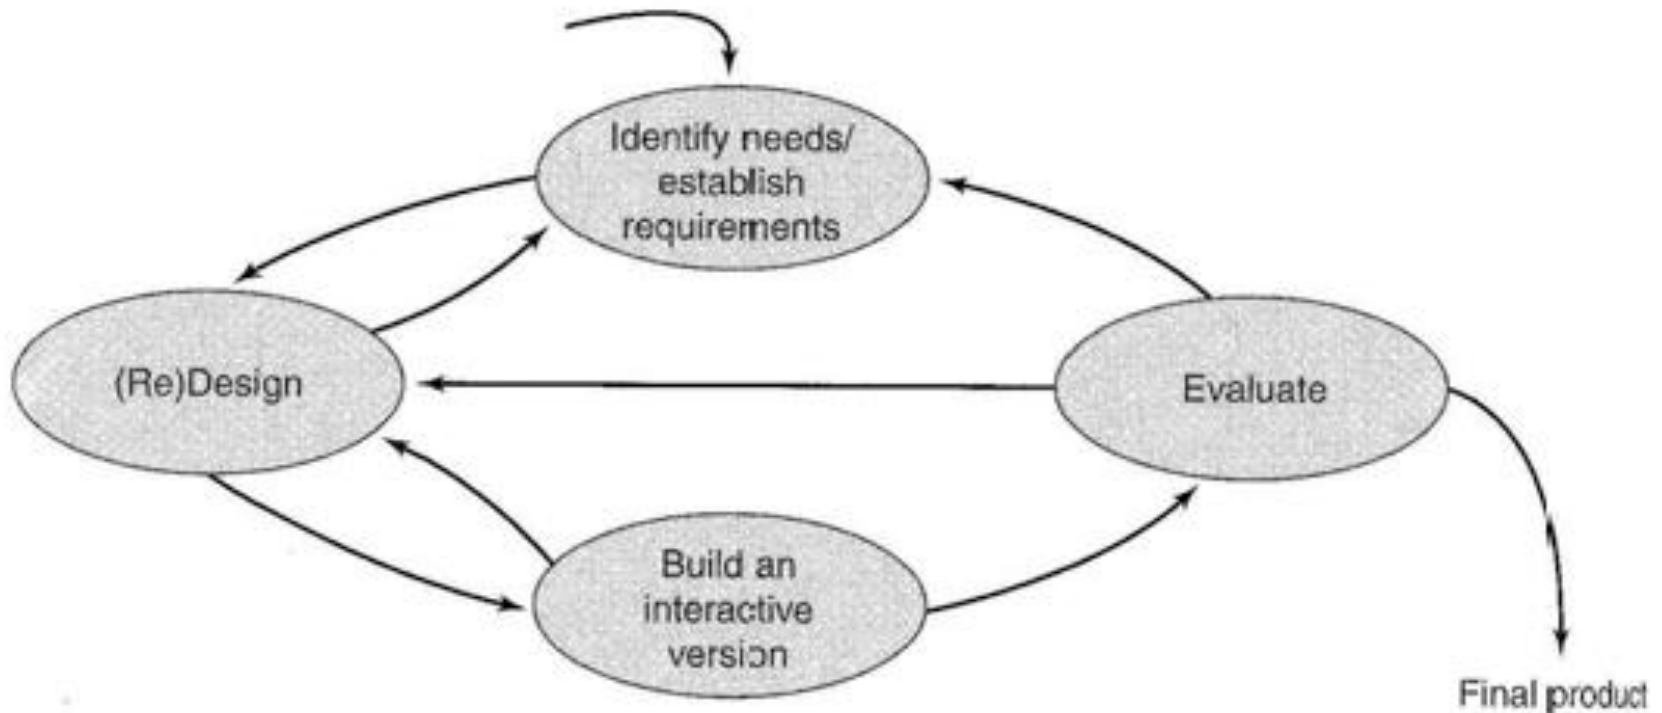 Identify needs/
establish
requirements
(Re)Design
Evaluate
Build an
interactive
version
Final product